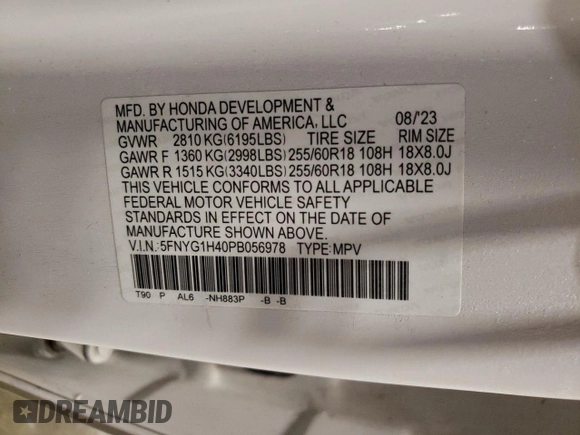 MFD. BY HONDA DEVELOPMENT &
MANUFACTURING OF AMERICA, LLC 08/'23
GVWR 2810 KG(6195LBS) TIRE SIZE RIM SIZE
GAWR F 1360 KG(2998LBS) 255/60R18 108H 18X8.0J
GAWR R 1515 KG(3340LBS) 255/60R18 108H 18X8.0J
THIS VEHICLE CONFORMS TO ALL APPLICABLE
FEDERAL MOTOR VEHICLE SAFETY
STANDARDS IN EFFECT ON THE DATE OF
MANUFACTURE SHOWN ABOVE.
V.I.N.:5FNYG1H40PB056978 TYPE:MPV
T90 P AL6 -NH883P -B -B
DREAMBID